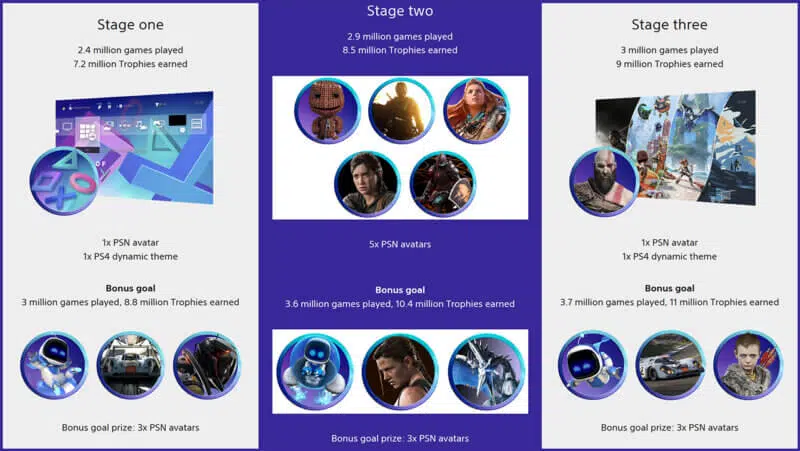 Stage one
2.4 million games played
7.2 million Trophies earned
1x PSN avatar
1x PS4 dynamic theme
Bonus goal
3 million games played, 8.8 million Trophies earned
Bonus goal prize: 3x PSN avatars
Stage two
2.9 million games played
8.5 million Trophies earned
5x PSN avatars
Bonus goal
3.6 million games played, 10.4 million Trophies earned
Bonus goal prize: 3x PSN avatars
Stage three
3 million games played
9 million Trophies earned
1x PSN avatar
1x PS4 dynamic theme
Bonus goal
3.7 million games played, 11 million Trophies earned
Bonus goal prize: 3x PSN avatars